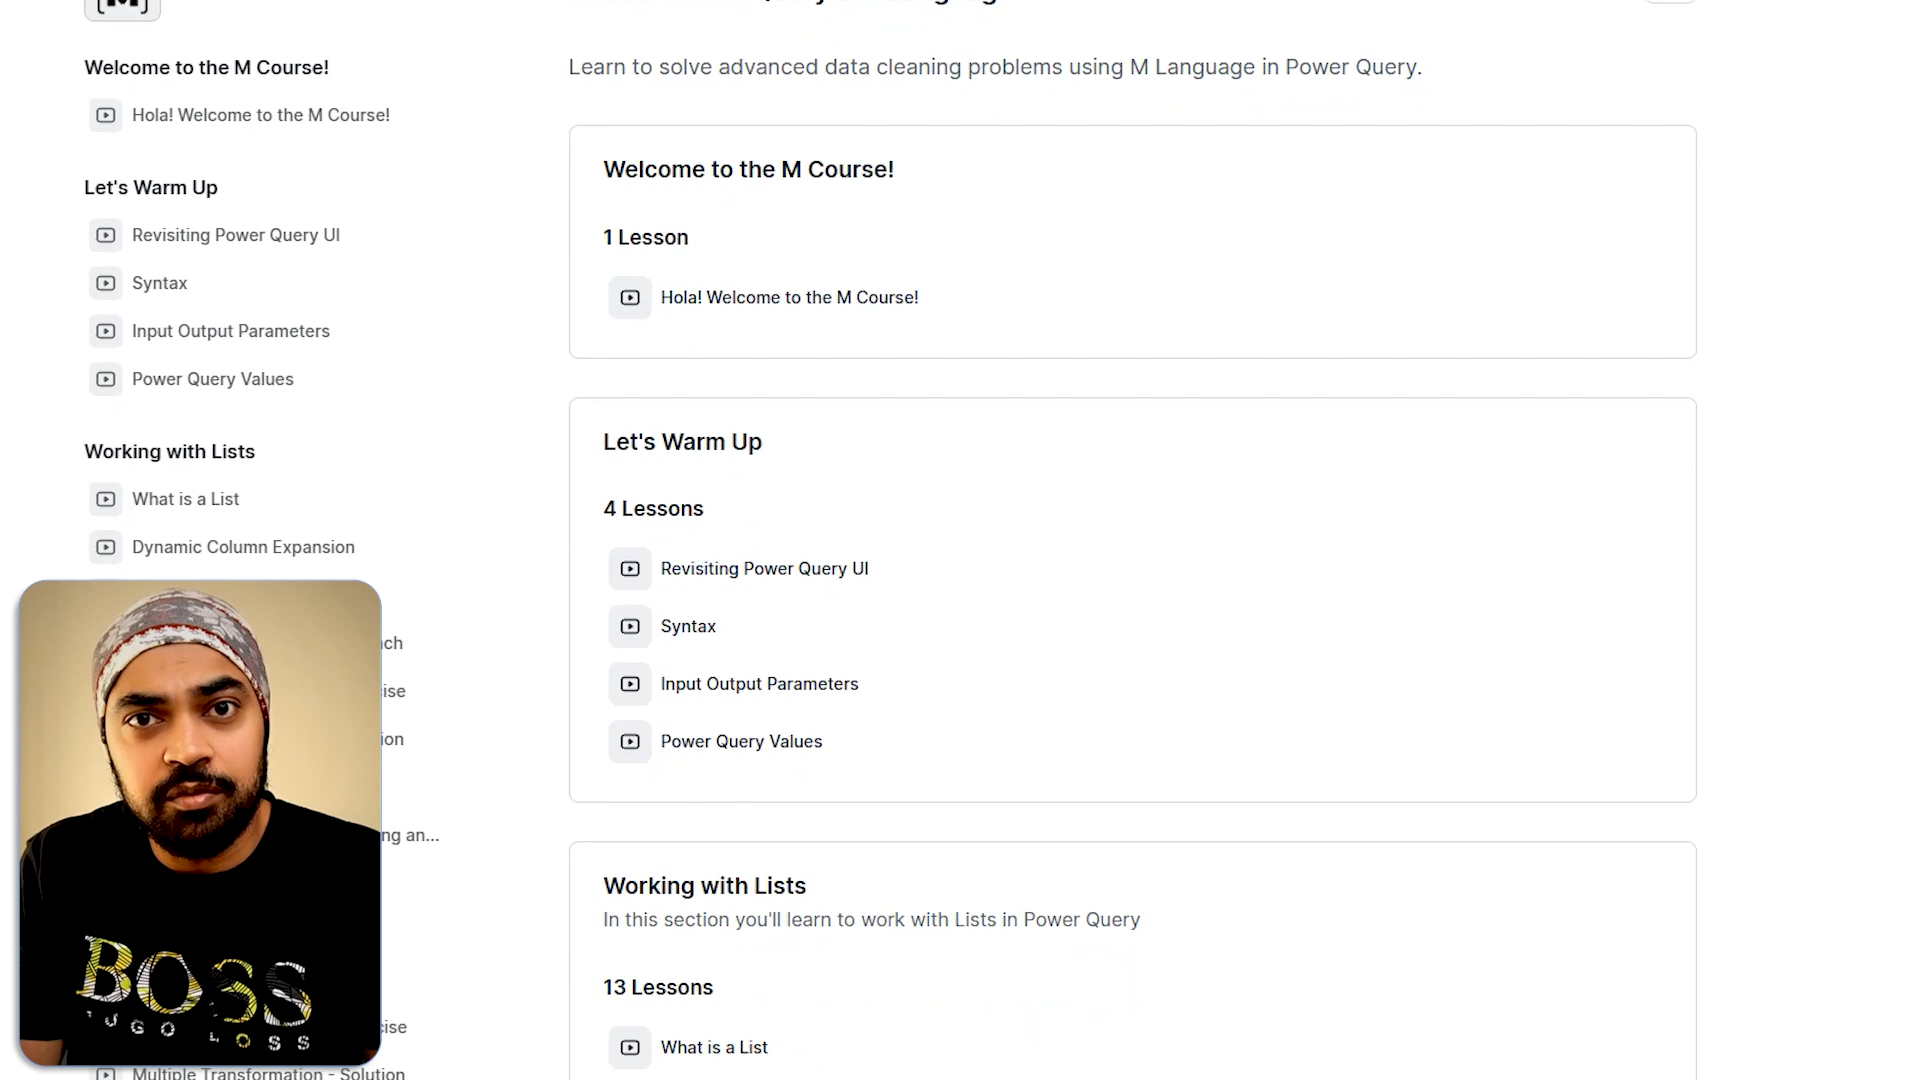 [M]
Welcome to the M Course!
Hola! Welcome to the M Course!
Let's Warm Up
Revisiting Power Query UI
Syntax
Input Output Parameters
Power Query Values
Working with Lists
What is a List
Dynamic Column Expansion
ng an...
Multiple Transformation - Solution
BOSS
Learn to solve advanced data cleaning problems using M Language in Power Query.
Welcome to the M Course!
1 Lesson
Hola! Welcome to the M Course!
Let's Warm Up
4 Lessons
Revisiting Power Query UI
Syntax
Input Output Parameters
Power Query Values
Working with Lists
In this section you'll learn to work with Lists in Power Query
13 Lessons
What is a List